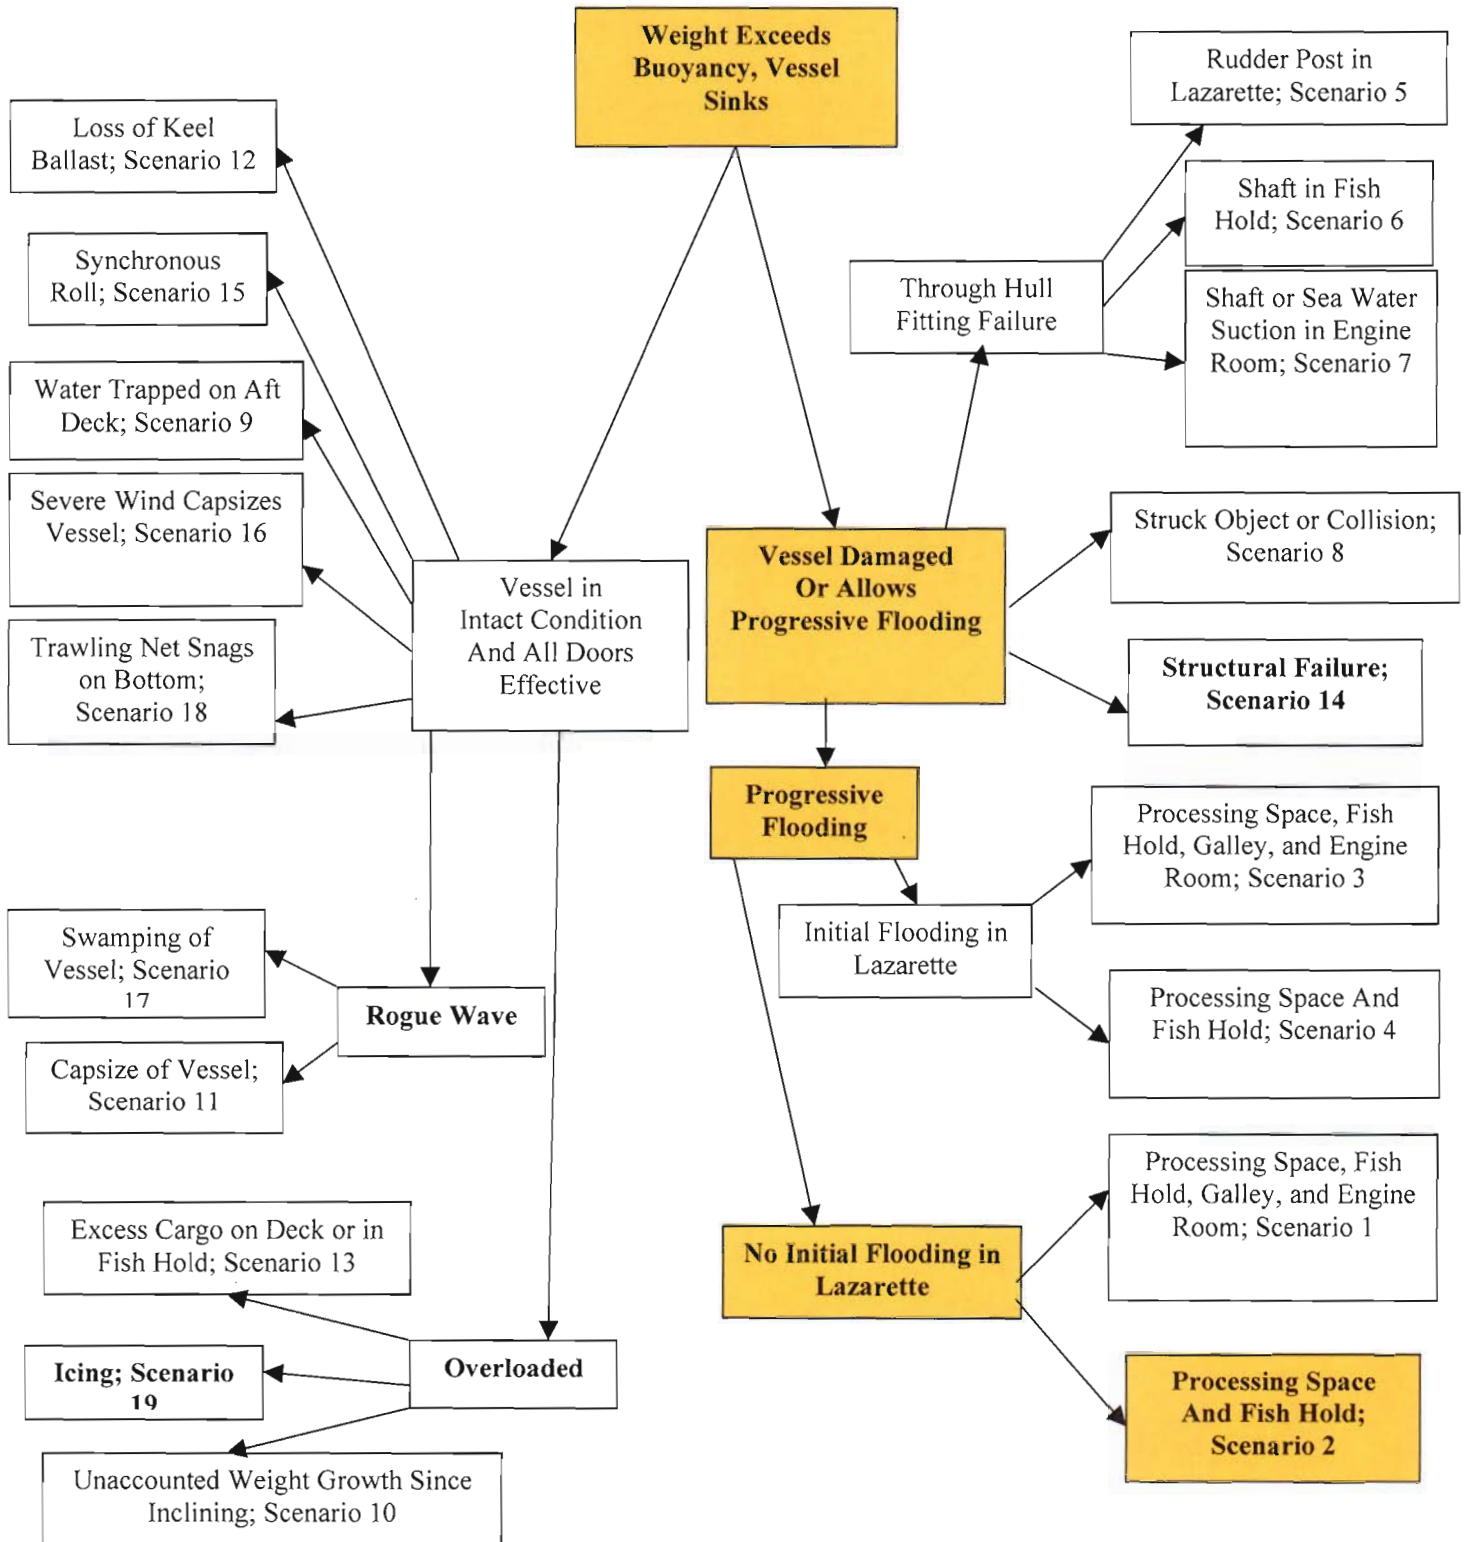 Weight Exceeds
Buoyancy, Vessel
Sinks
Rudder Post in
Lazarette; Scenario 5
Loss of Keel
Ballast; Scenario 12
Shaft in Fish
Hold; Scenario 6
Synchronous
Roll; Scenario 15
Through Hull
Fitting Failure
Shaft or Sea Water
Suction in Engine
Room; Scenario 7
Water Trapped on Aft
Deck; Scenario 9
Severe Wind Capsizes
Vessel; Scenario 16
Struck Object or Collision;
Scenario 8
Vessel in
Intact Condition
And All Doors
Effective
Vessel Damaged
Or Allows
Progressive Flooding
Trawling Net Snags
on Bottom;
Scenario 18
Structural Failure;
Scenario 14
Progressive
Flooding
Processing Space, Fish
Hold, Galley, and Engine
Room; Scenario 3
Initial Flooding in
Lazarette
Swamping of
Vessel; Scenario
17
Rogue Wave
Processing Space And
Fish Hold; Scenario 4
Capsize of Vessel;
Scenario 11
Processing Space, Fish
Hold, Galley, and Engine
Room; Scenario 1
Excess Cargo on Deck or in
Fish Hold; Scenario 13
No Initial Flooding in
Lazarette
Icing; Scenario
19
Overloaded
Processing Space
And Fish Hold;
Scenario 2
Unaccounted Weight Growth Since
Inclining; Scenario 10